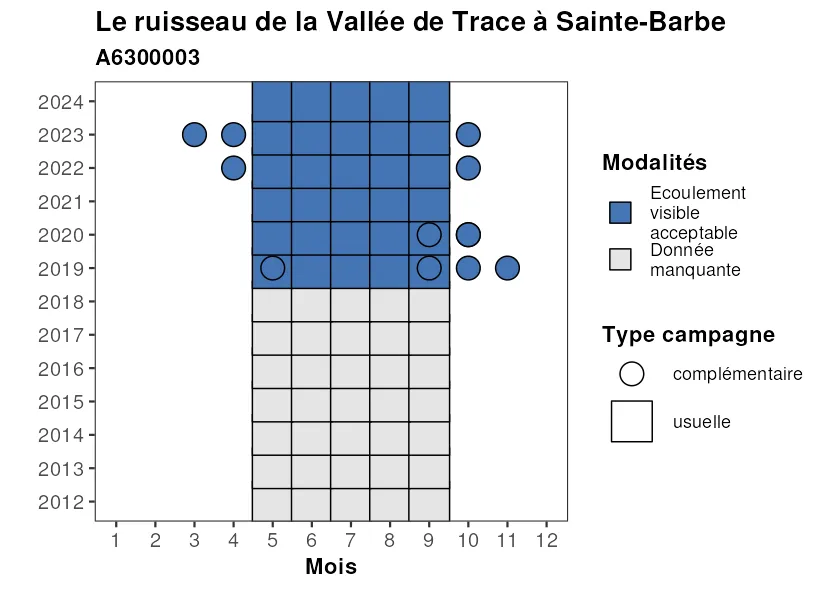 Le ruisseau de la Vallée de Trace à Sainte-Barbe
A6300003
2024
2023
2022
2021
2020
2019
2018
2017
2016
2015
2014
2013
2012
1 2 3 4 5 6 7 8 9 10 11 12
Mois
Modalités
Ecoulement
visible
acceptable
Donnée
manquante
Type campagne
complémentaire
usuelle